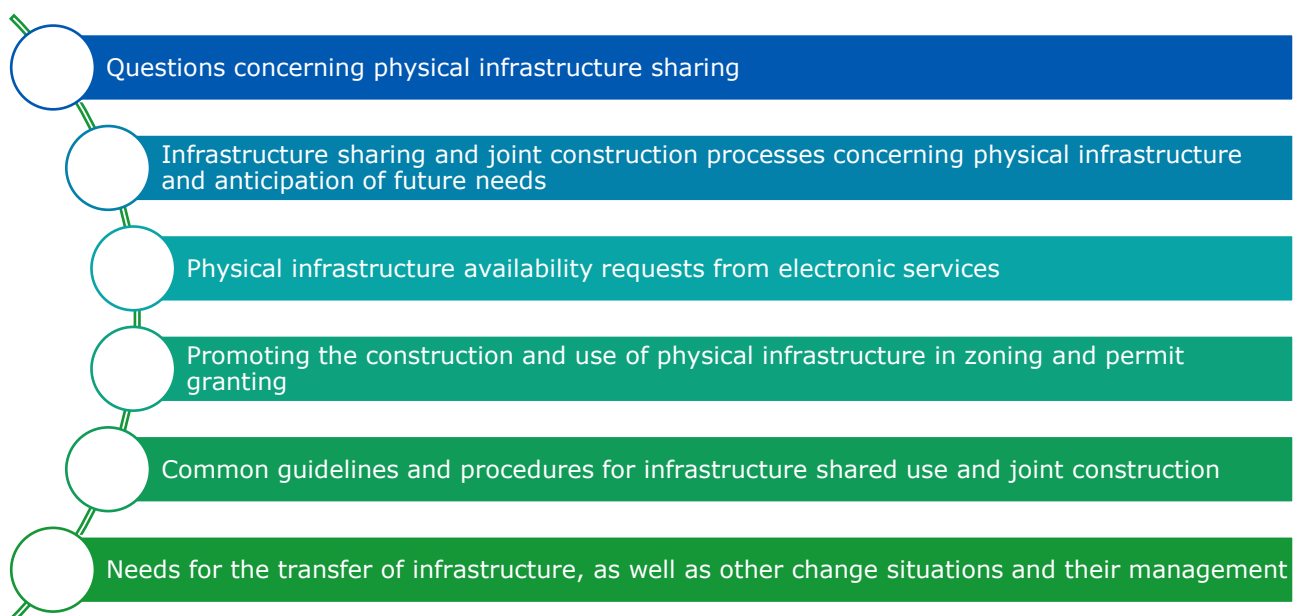 Questions concerning physical infrastructure sharing
Infrastructure sharing and joint construction processes concerning physical infrastructure
and anticipation of future needs
Physical infrastructure availability requests from electronic services
Promoting the construction and use of physical infrastructure in zoning and permit
granting
Common guidelines and procedures for infrastructure shared use and joint construction
Needs for the transfer of infrastructure, as well as other change situations and their management